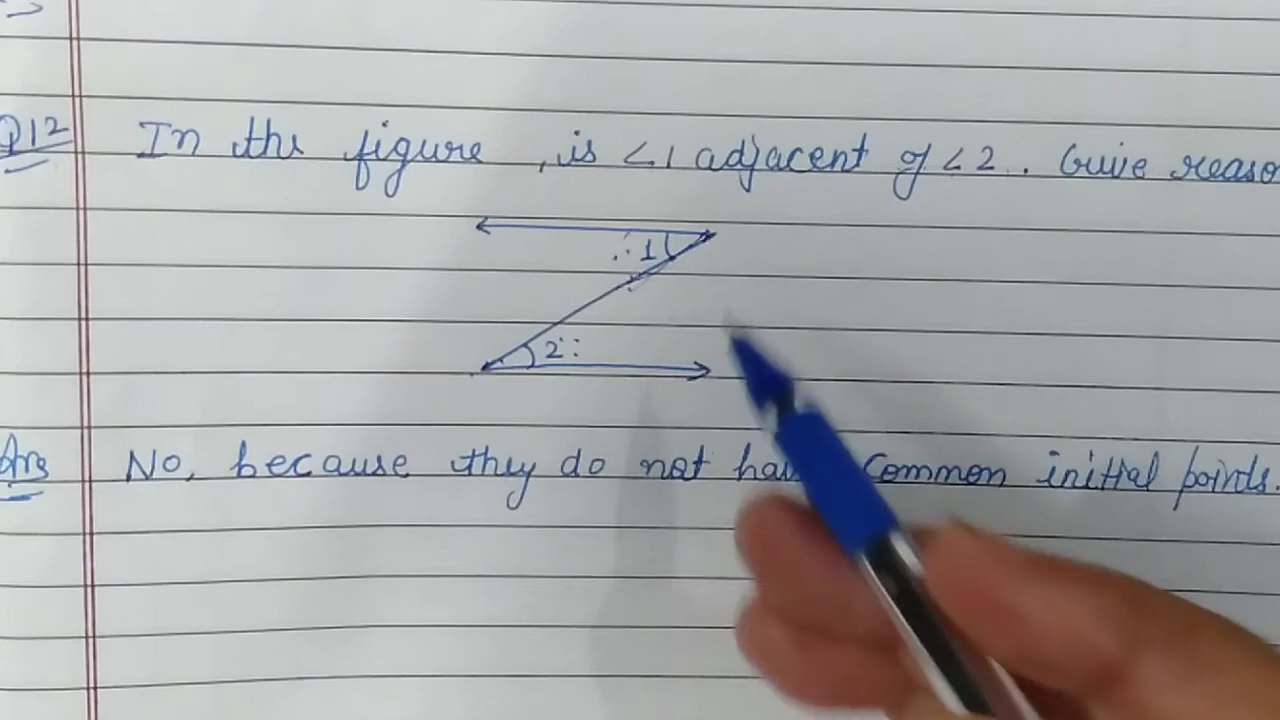 Q12 In the figure, is ∠1 adjacent of ∠2. Give reaso
1
2
Ans No, because they do not hav common initial points.